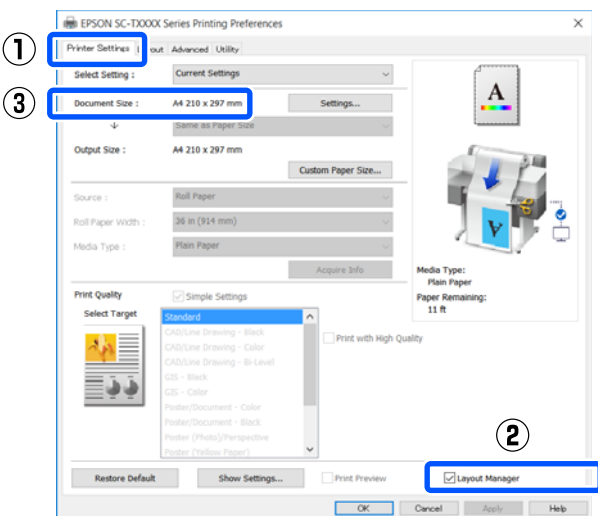 EPSON SC-TXXXX Series Printing Preferences
① Printer Settings Layout Advanced Utility
Select Setting : Current Settings
③ Document Size : A4 210 x 297 mm Settings...
Same as Paper Size
Output Size : A4 210 x 297 mm
Custom Paper Size...
Source : Roll Paper
Roll Paper Width : 36 in (914 mm)
Media Type : Plain Paper
Acquire Info
A
A
Media Type:
Plain Paper
Paper Remaining:
11 ft
Print Quality Simple Settings
Select Target
Standard
CAD/Line Drawing - Black
CAD/Line Drawing - Color
CAD/Line Drawing - Bi-Level
GIS - Black
GIS - Color
Poster/Document - Color
Poster/Document - Black
Poster (Photo)/Perspective
Poster (Yellow Paper)
Print with High Quality
②
Restore Default Show Settings... Print Preview Layout Manager
OK Cancel Apply Help